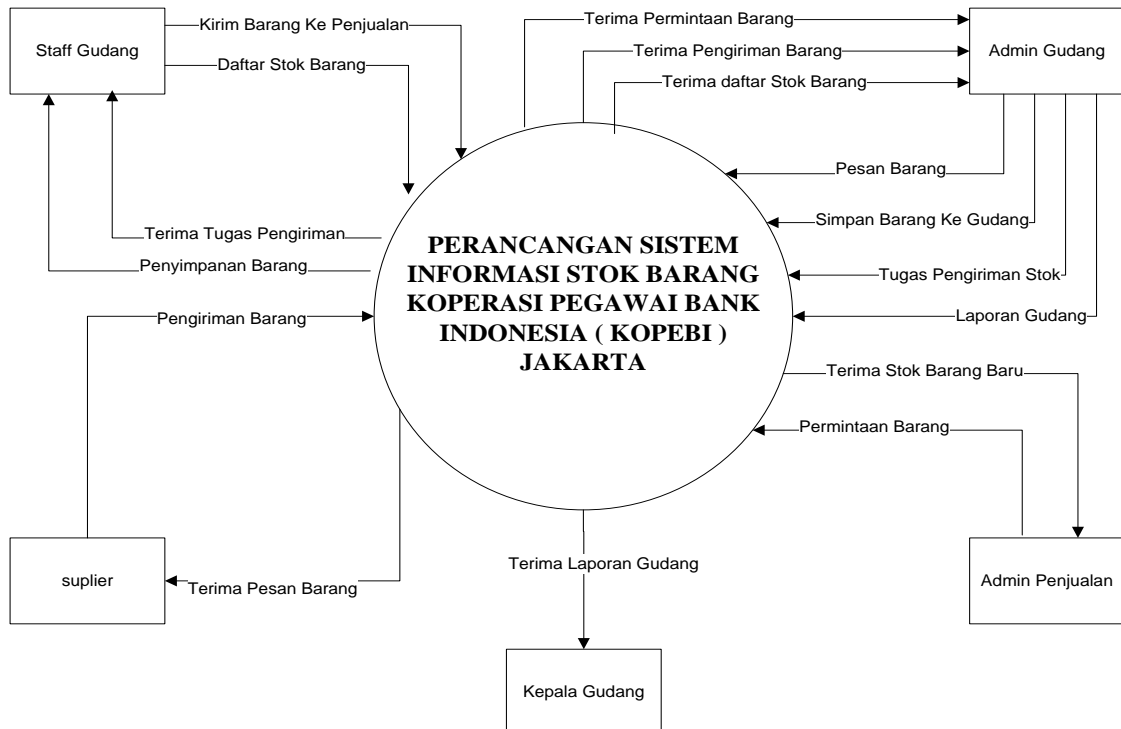 Kirim Barang Ke Penjualan
Terima Permintaan Barang
Staff Gudang
Terima Pengiriman Barang
Admin Gudang
Daftar Stok Barang
Terima daftar Stok Barang
Pesan Barang
Simpan Barang Ke Gudang
Terima Tugas Pengiriman
Penyimpanan Barang
Tugas Pengiriman Stok
PERANCANGAN SISTEM
INFORMASI STOK BARANG
KOPERASI PEGAWAI BANK
INDONESIA ( KOPEBI )
JAKARTA
Pengiriman Barang
Laporan Gudang
Terima Stok Barang Baru
Permintaan Barang
Terima Laporan Gudang
suplier
Terima Pesan Barang
Admin Penjualan
Kepala Gudang